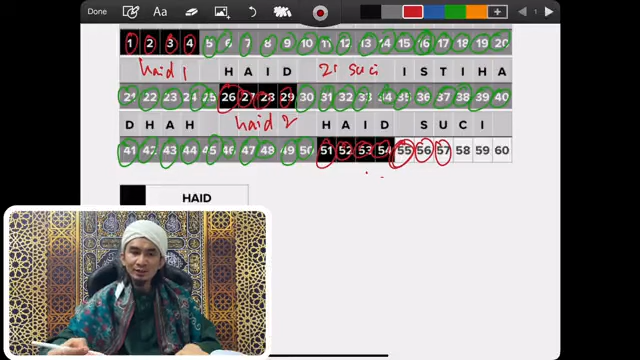 Done
1
1 2 3 4 5 6 7 8 9 10 11 12 13 14 15 16 17 18 19 20
haid 1 H A I D 21 suci I S T I H A
21 22 23 24 25 26 27 28 29 30 31 32 33 34 35 36 37 38 39 40
D H A H haid 2 H A I D S U C I
41 42 43 44 45 46 47 48 49 50 51 52 53 54 55 56 57 58 59 60
HAID